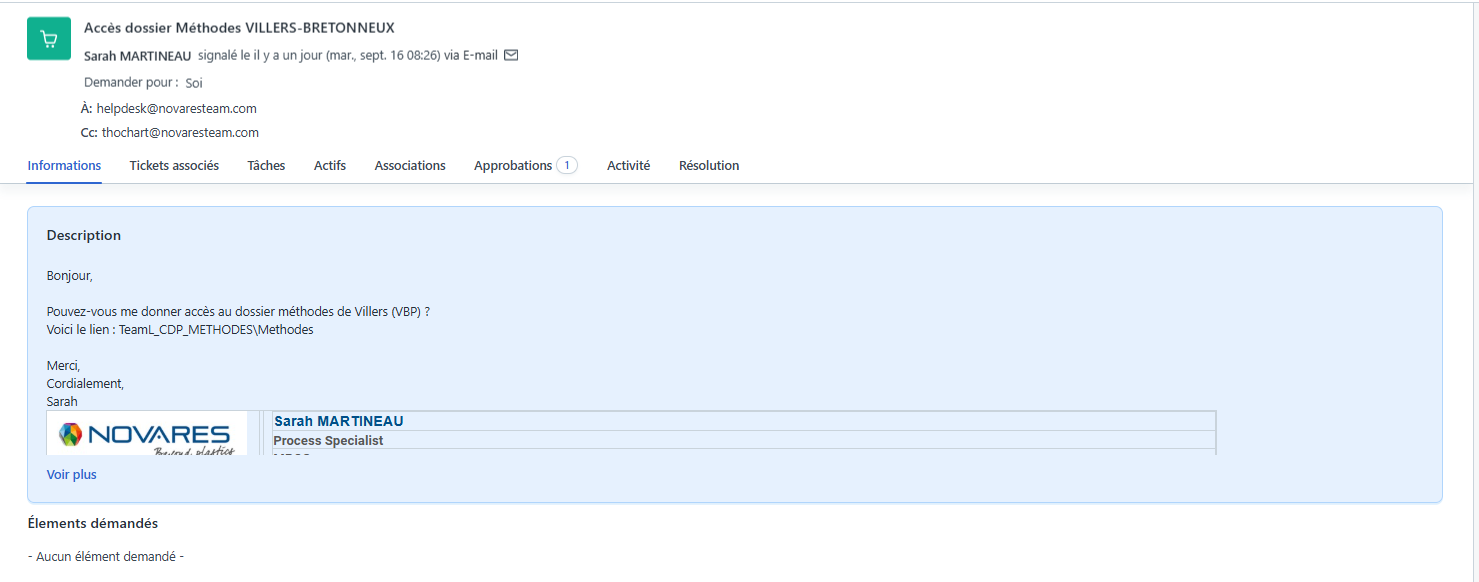 Accès dossier Méthodes VILLERS-BRETONNEUX
Sarah MARTINEAU signalé le il y a un jour (mar., sept. 16 08:26) via E-mail
Demander pour : Soi
À: helpdesk@novaresteam.com
Cc: thochart@novaresteam.com
Informations Tickets associés Tâches Actifs Associations Approbations 1 Activité Résolution
Description
Bonjour,
Pouvez-vous me donner accès au dossier méthodes de Villers (VBP) ?
Voici le lien : TeamL_CDP_METHODES\Methodes
Merci,
Cordialement,
Sarah
NOVARES
Beyond plastics
Sarah MARTINEAU
Process Specialist
Voir plus
Élements démandés
- Aucun élément demandé -